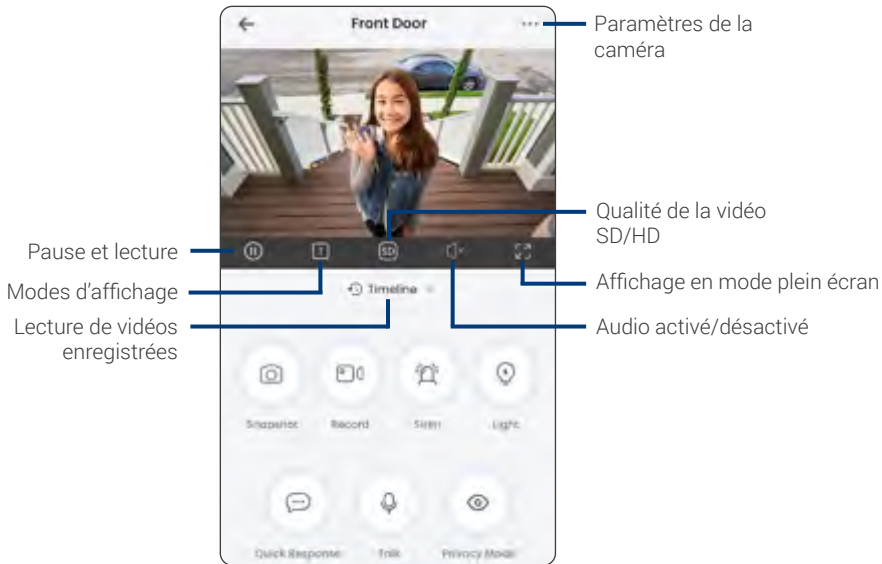 Front Door
Paramètres de la
caméra
Qualité de la vidéo
SD/HD
Pause et lecture
SD
Affichage en mode plein écran
Modes d'affichage
Timeline
Lecture de vidéos
enregistrées
Audio activé/désactivé
Snapshot
Record
Siren
Light
Quick Response
Talk
Privacy Mode